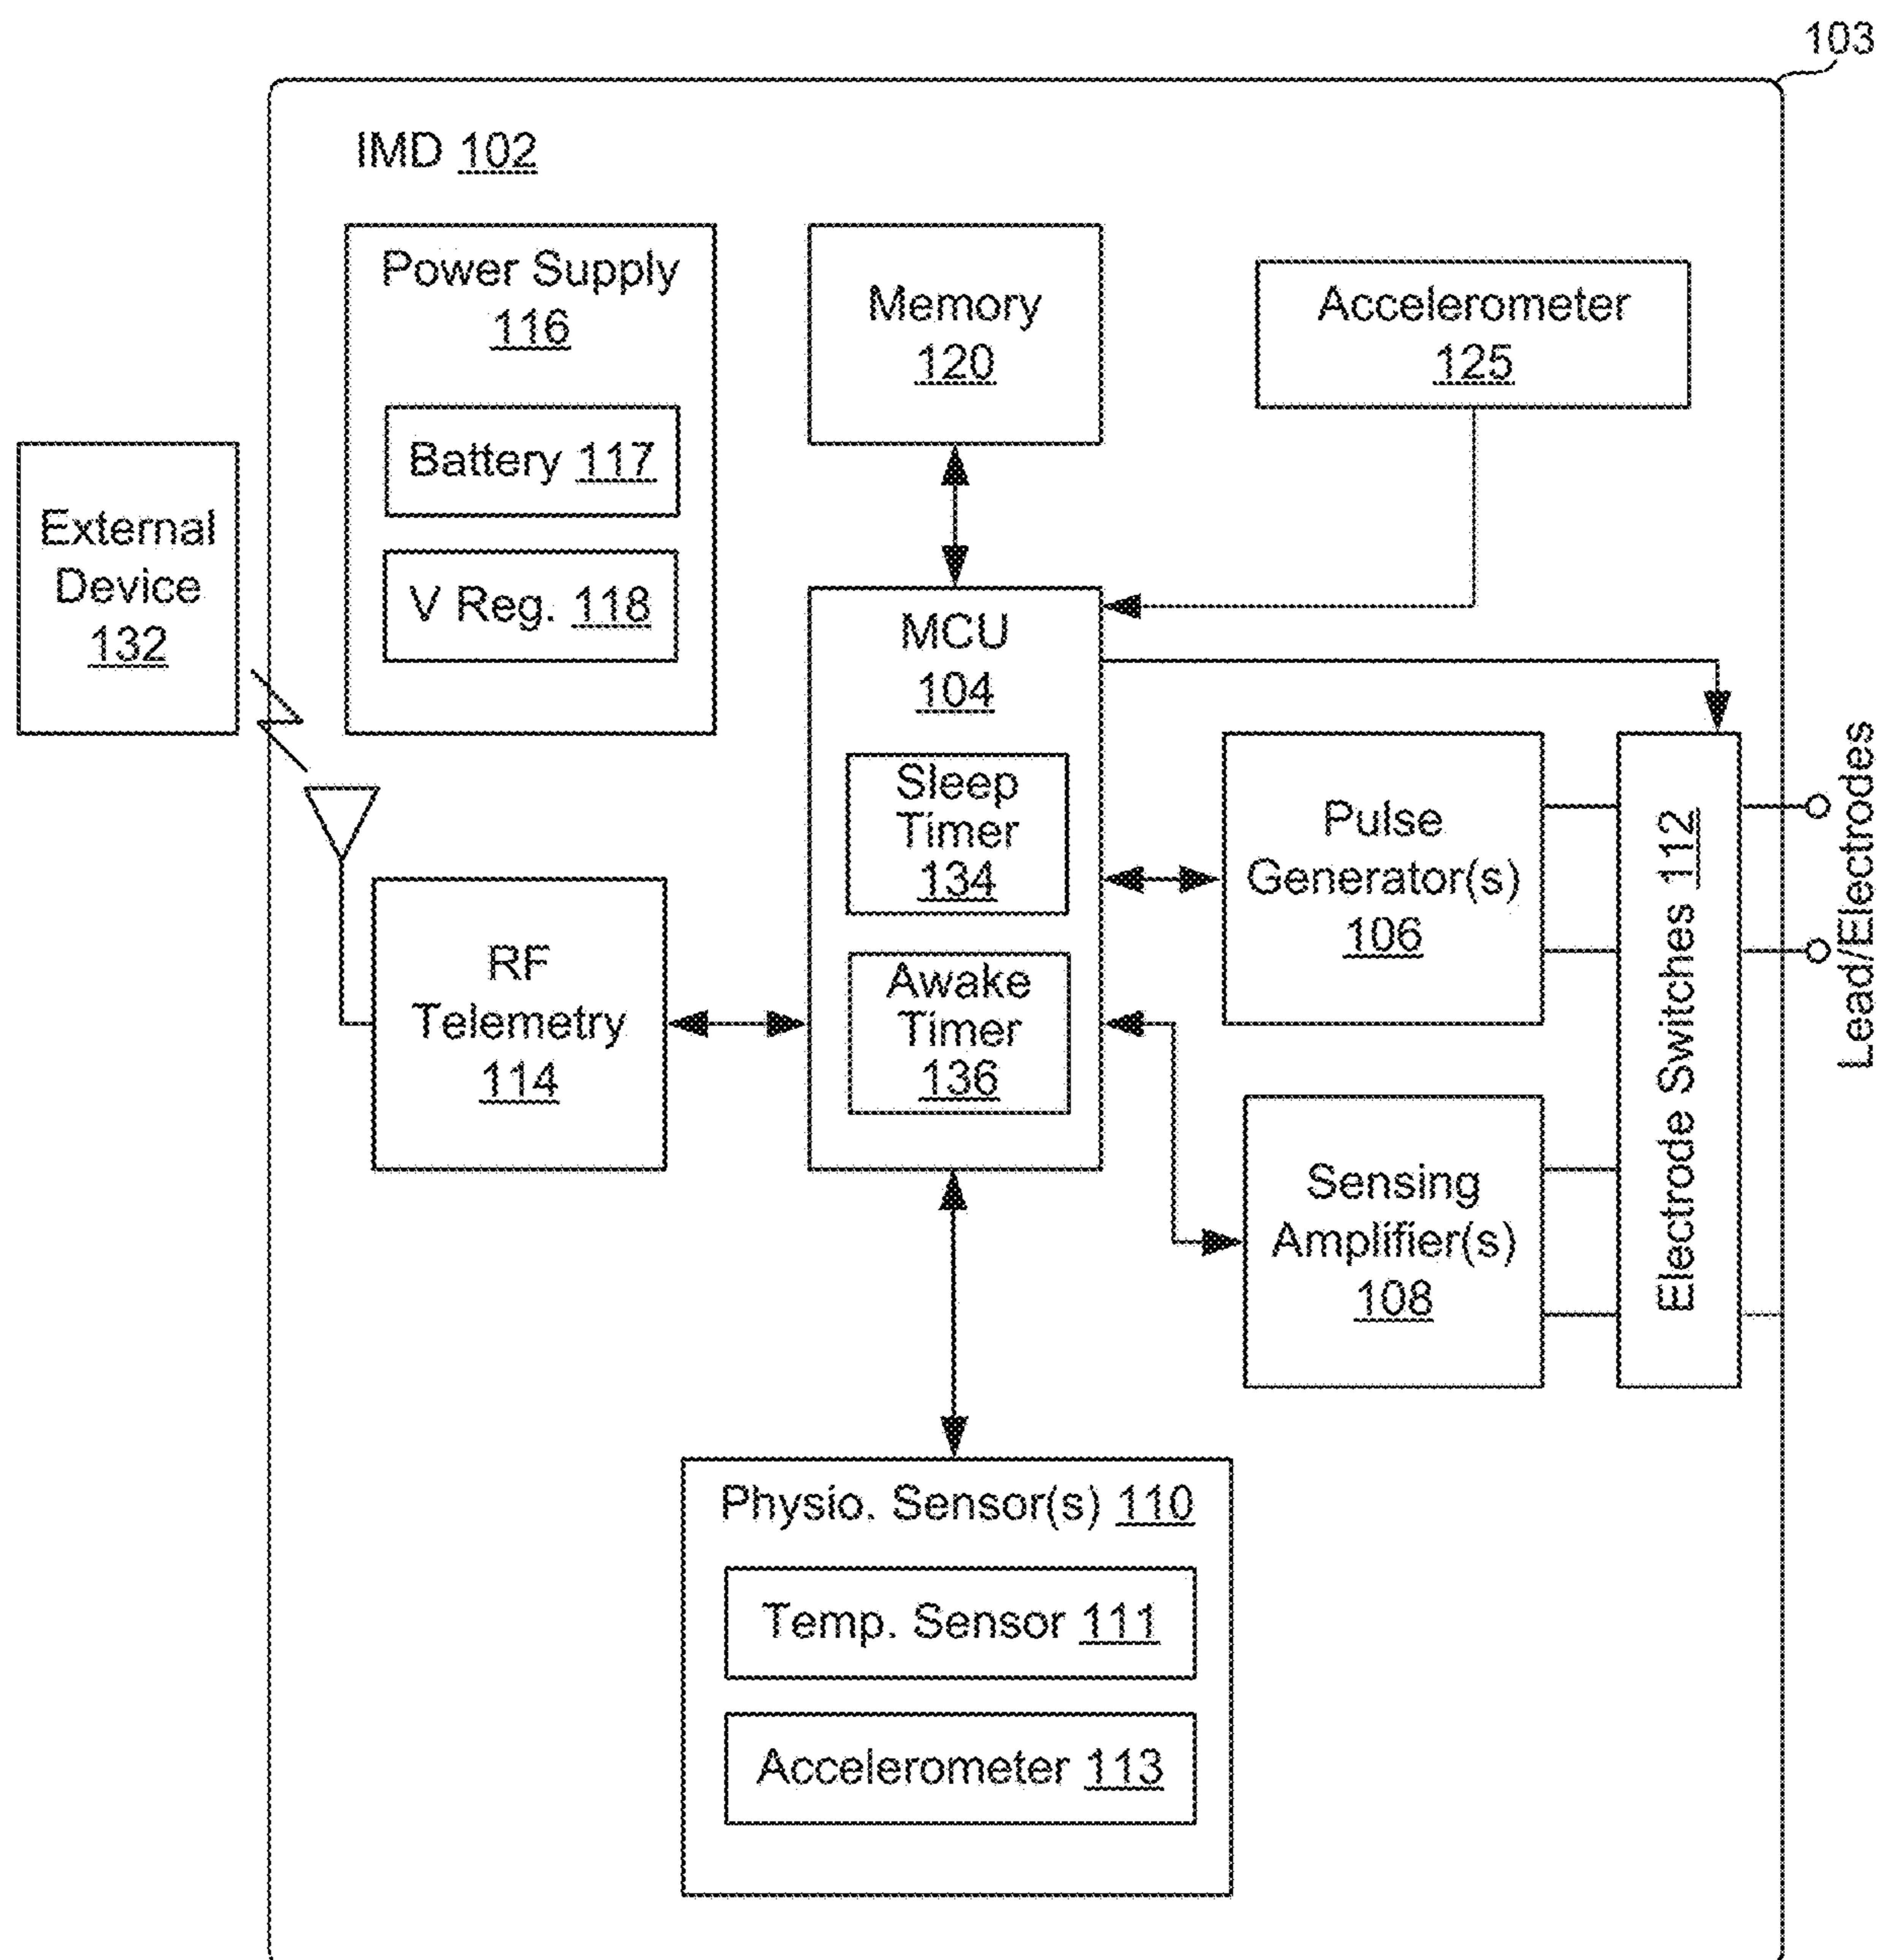 103
IMD 102
Power Supply
116
Battery 117
V Reg. 118
Memory
120
Accelerometer
125
External
Device
132
MCU
104
Sleep
Timer
134
Awake
Timer
136
Pulse
Generator(s)
106
Electrode Switches 112
Lead/Electrodes
RF
Telemetry
114
Sensing
Amplifier(s)
108
Physio. Sensor(s) 110
Temp. Sensor 111
Accelerometer 113